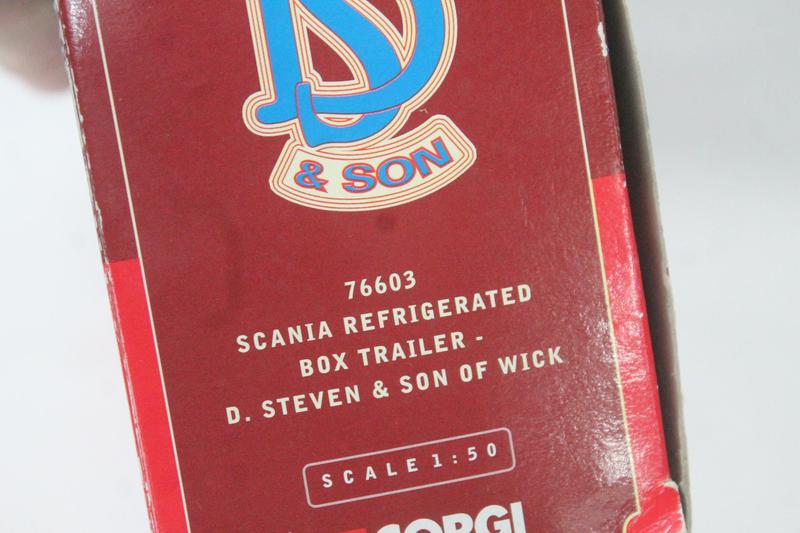 DS
& SON
76603
SCANIA REFRIGERATED
BOX TRAILER -
D. STEVEN & SON OF WICK
SCALE 1:50
CORGI